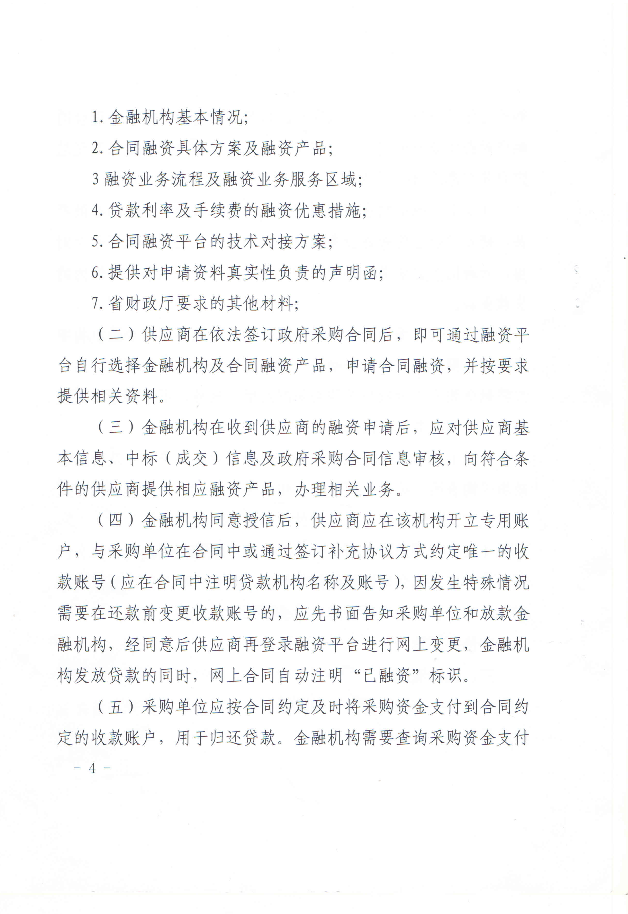 1. 金融机构基本情况;
2. 合同融资具体方案及融资产品;
3 融资业务流程及融资业务服务区域;
4. 贷款利率及手续费的融资优惠措施;
5. 合同融资平台的技术对接方案;
6. 提供对申请资料真实性负责的声明函;
7. 省财政厅要求的其他材料;
（二）供应商在依法签订政府采购合同后，即可通过融资平
台自行选择金融机构及合同融资产品，申请合同融资，并按要求
提供相关资料。
（三）金融机构在收到供应商的融资申请后，应对供应商基
本信息、中标（成交）信息及政府采购合同信息审核，向符合条
件的供应商提供相应融资产品，办理相关业务。
（四）金融机构同意授信后，供应商应在该机构开立专用账
户，与采购单位在合同中或通过签订补充协议方式约定唯一的收
款账号（应在合同中注明贷款机构名称及账号），因发生特殊情况
需要在还款前变更收款账号的，应先书面告知采购单位和放款金
融机构，经同意后供应商再登录融资平台进行网上变更，金融机
构发放贷款的同时，网上合同自动注明“已融资”标识。
（五）采购单位应按合同约定及时将采购资金支付到合同约
定的收款账户，用于归还贷款。金融机构需要查询采购资金支付
- 4 -